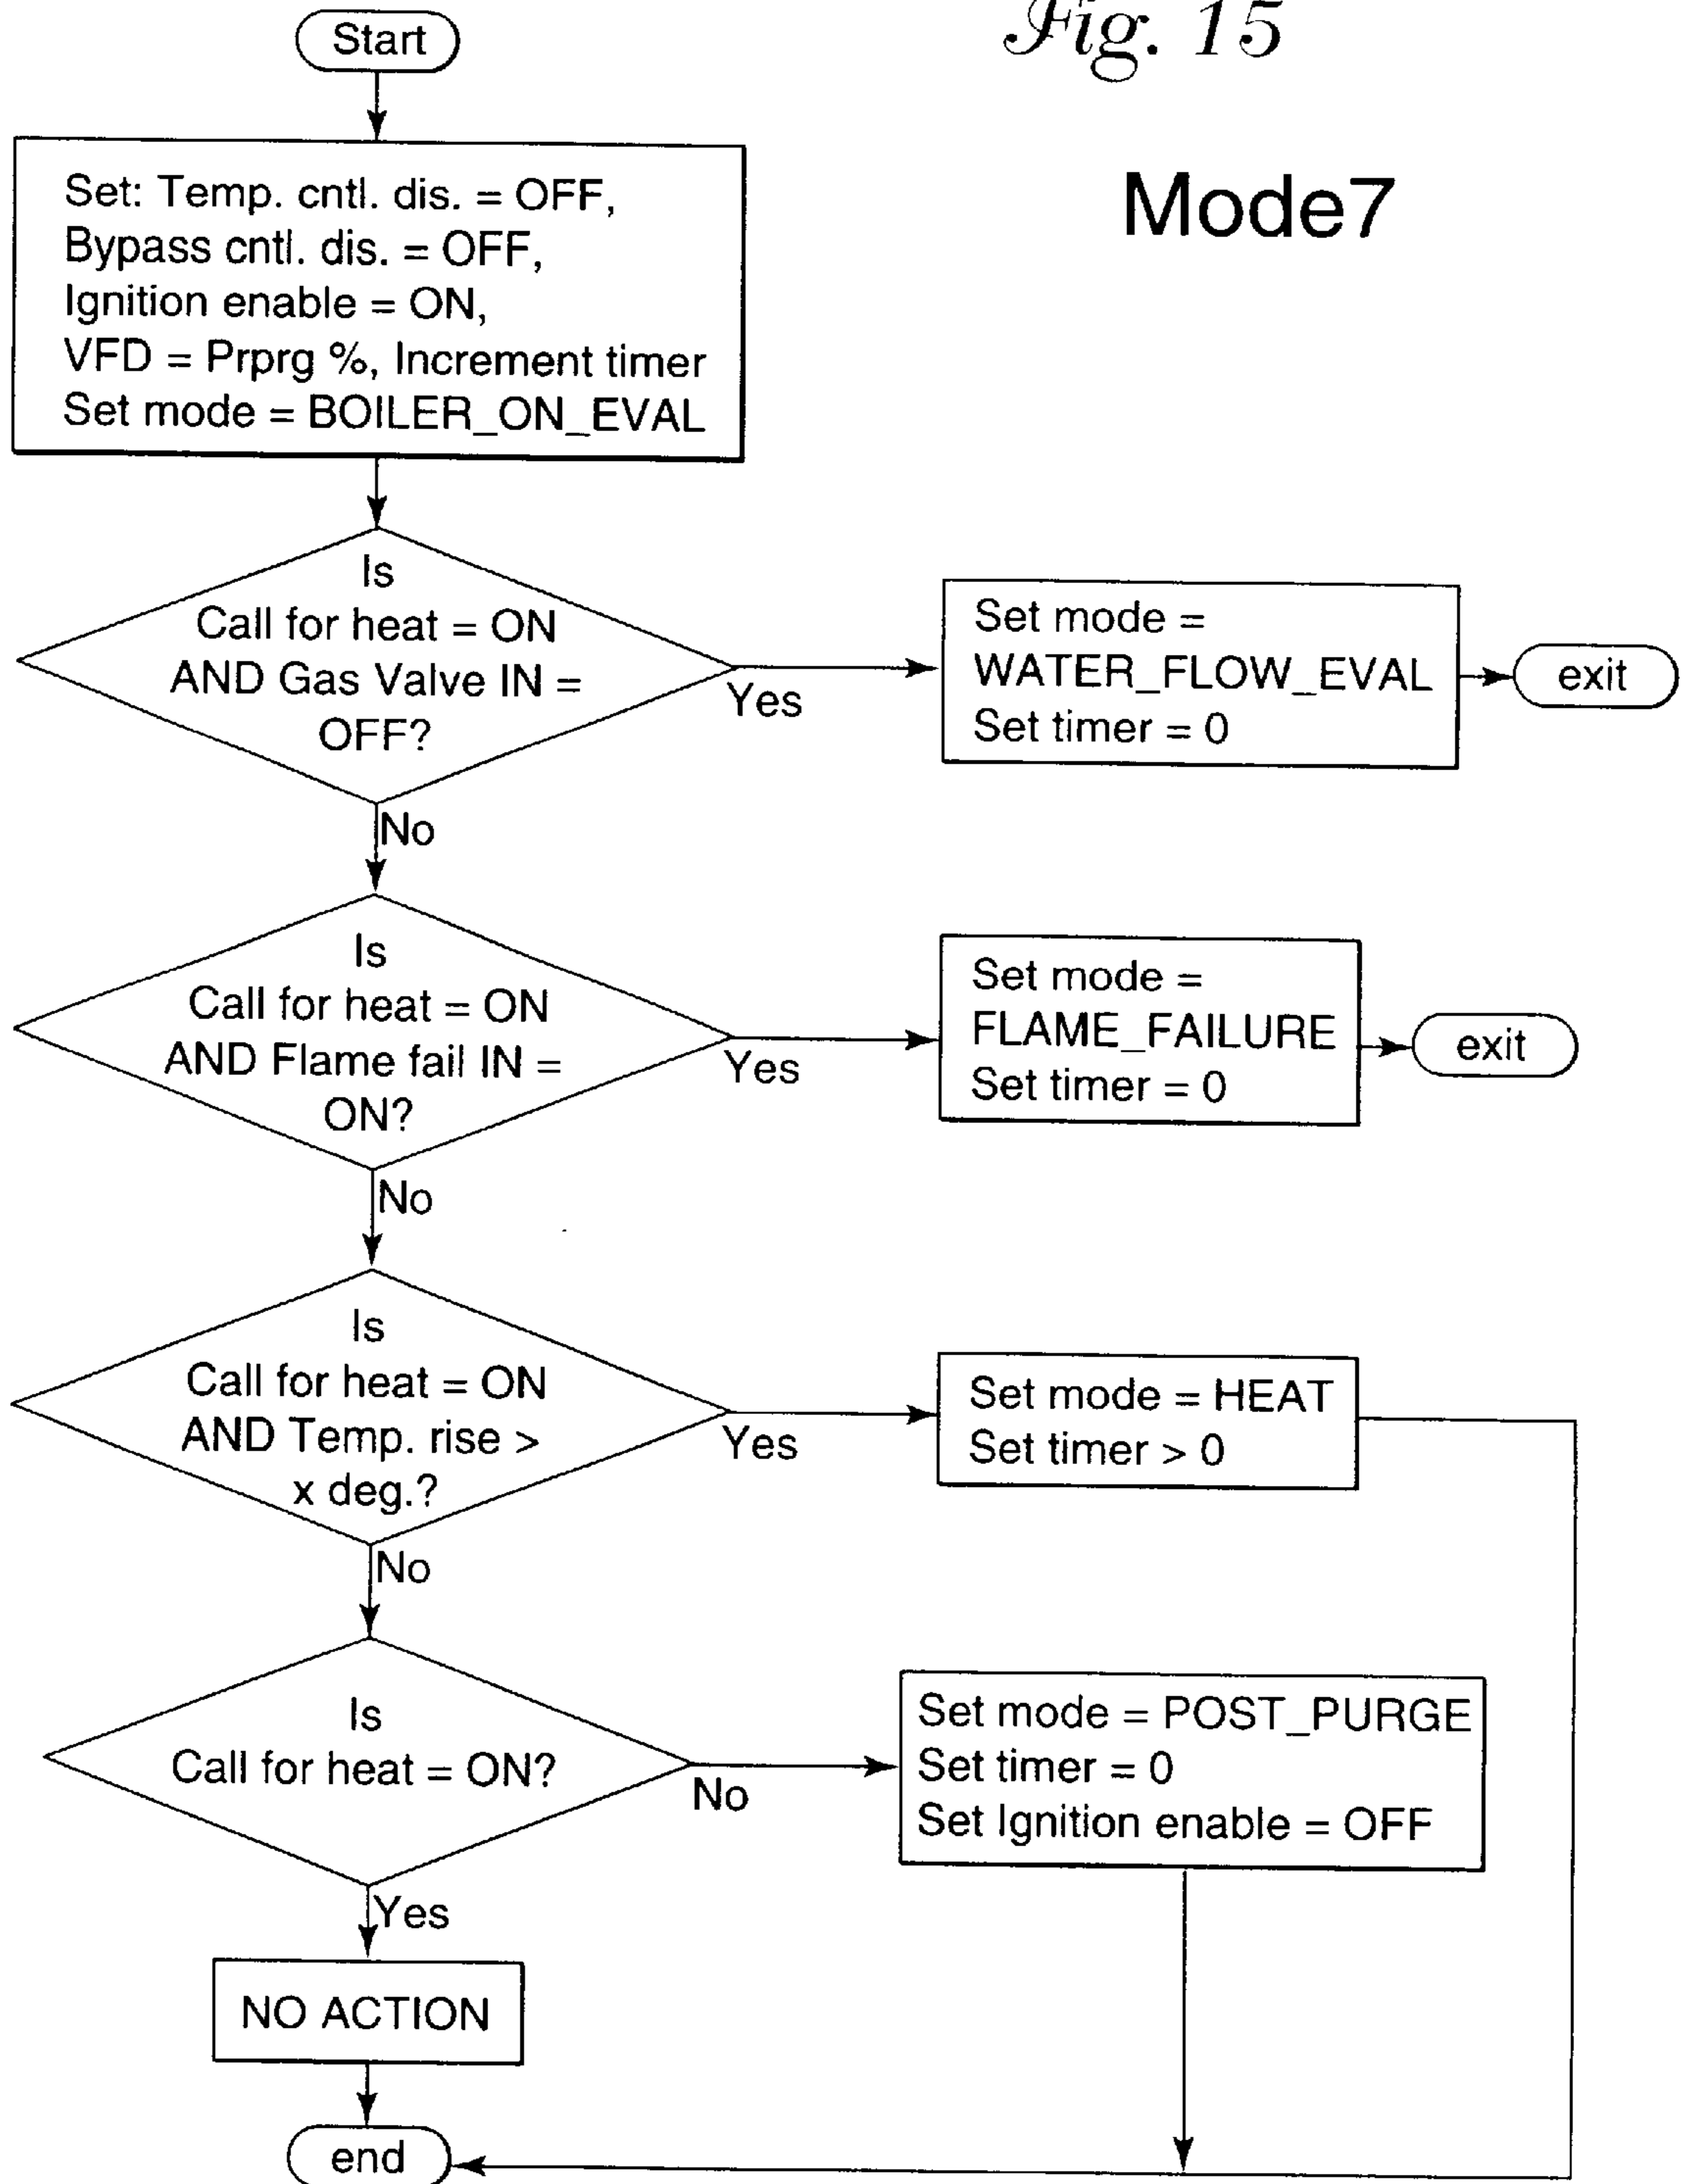 Fig. 15
Mode7
Start
Set: Temp. cntl. dis. = OFF,
Bypass cntl. dis. = OFF,
Ignition enable = ON,
VFD = Prprg %, Increment timer
Set mode = BOILER_ON_EVAL
Is
Call for heat = ON
AND Gas Valve IN =
OFF?
Yes
Set mode =
WATER_FLOW_EVAL
Set timer = 0
exit
No
Is
Call for heat = ON
AND Flame fail IN =
ON?
Yes
Set mode =
FLAME_FAILURE
Set timer = 0
exit
No
Is
Call for heat = ON
AND Temp. rise >
x deg.?
Yes
Set mode = HEAT
Set timer > 0
No
Is
Call for heat = ON?
No
Set mode = POST_PURGE
Set timer = 0
Set Ignition enable = OFF
Yes
NO ACTION
end